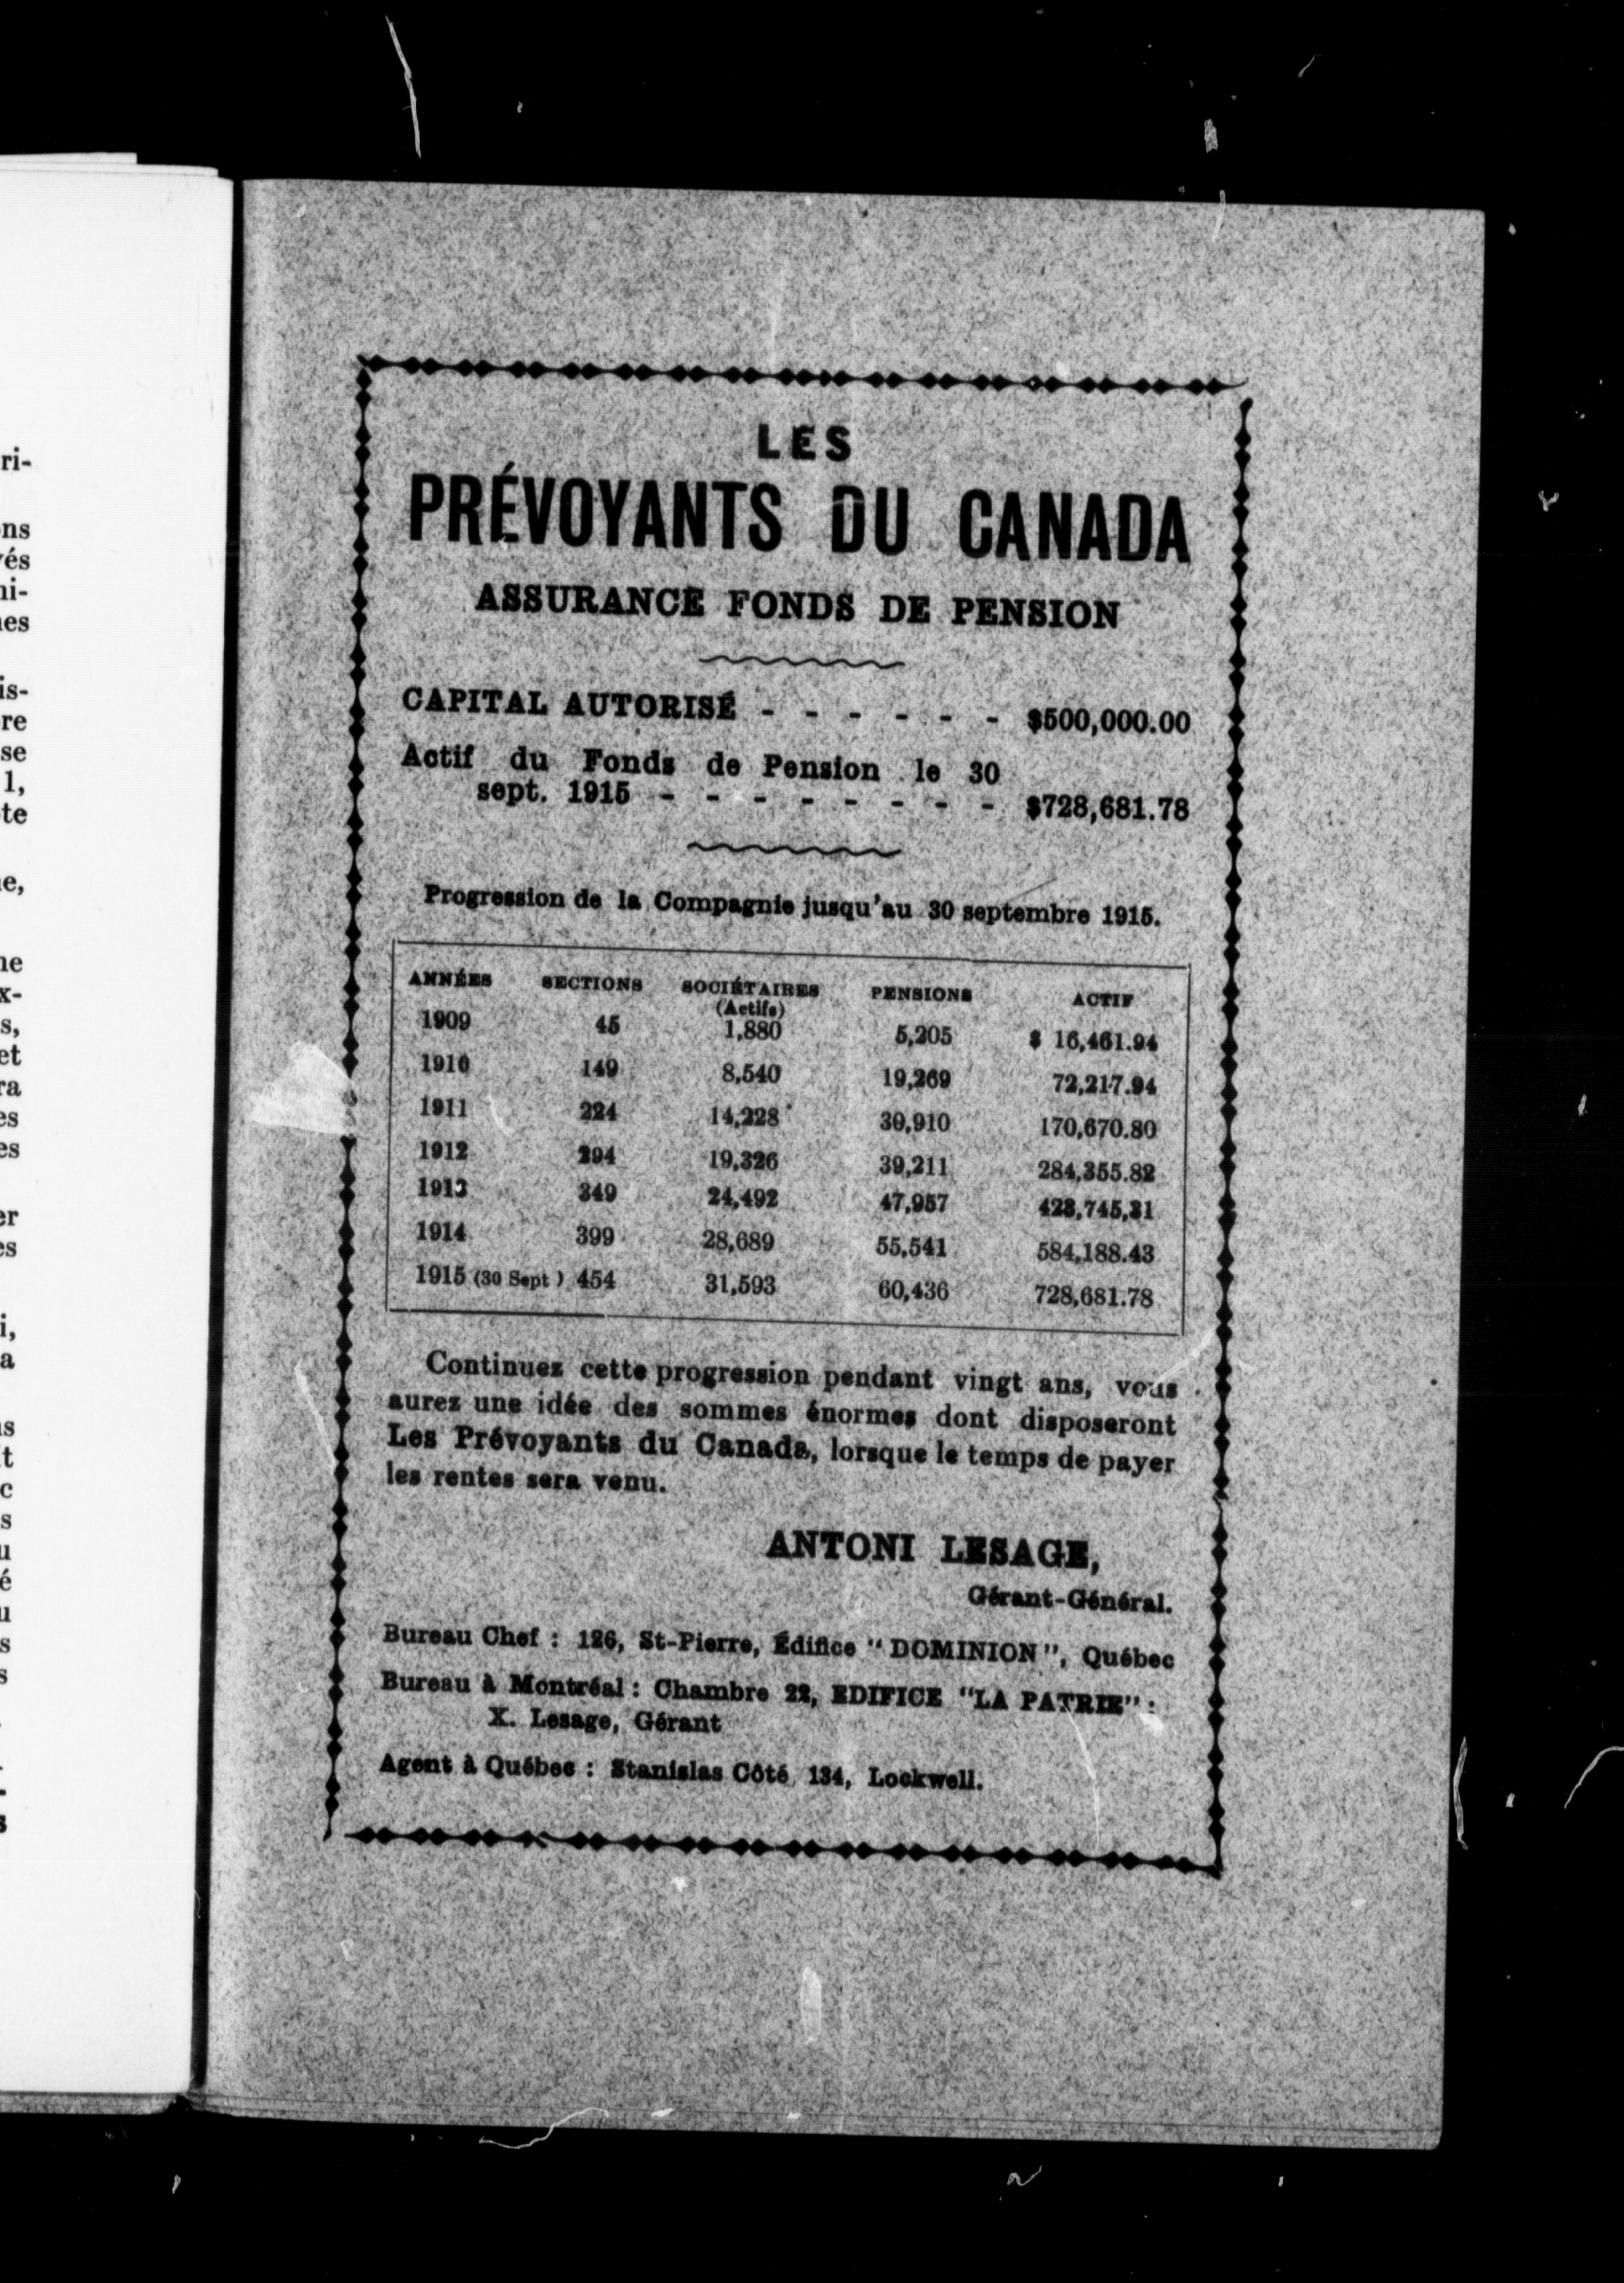 LES
PRÉVOYANTS DU CANADA
ASSURANCE FONDS DE PENSION
CAPITAL AUTORISÉ - - - - - - $500,000.00
Actif du Fonds de Pension le 30
sept. 1915 - - - - - - - - $728,681.78
Progression de la Compagnie jusqu'au 30 septembre 1915.
ANNÉES SECTIONS SOCIÉTAIRES PENSIONS ACTIF
(Actifs)
1909 45 1,880 5,205 $ 16,461.94
1910 149 8,540 19,269 72,217.94
1911 224 14,228 30,910 170,670.80
1912 294 19,326 39,211 284,355.82
1913 349 24,492 47,957 423,745,31
1914 399 28,689 55,541 584,188.43
1915 (30 Sept ) 454 31,593 60,436 728,681.78
Continuez cette progression pendant vingt ans, vous
aurez une idée des sommes énormes dont disposeront
Les Prévoyants du Canada, lorsque le temps de payer
les rentes sera venu.
ANTONI LESAGE,
Gérant-Général.
Bureau Chef : 126, St-Pierre, Édifice "DOMINION", Québec
Bureau à Montréal : Chambre 22, EDIFICE "LA PATRIE" :
X. Lesage, Gérant
Agent à Québec : Stanislas Côté 134, Lockwell.